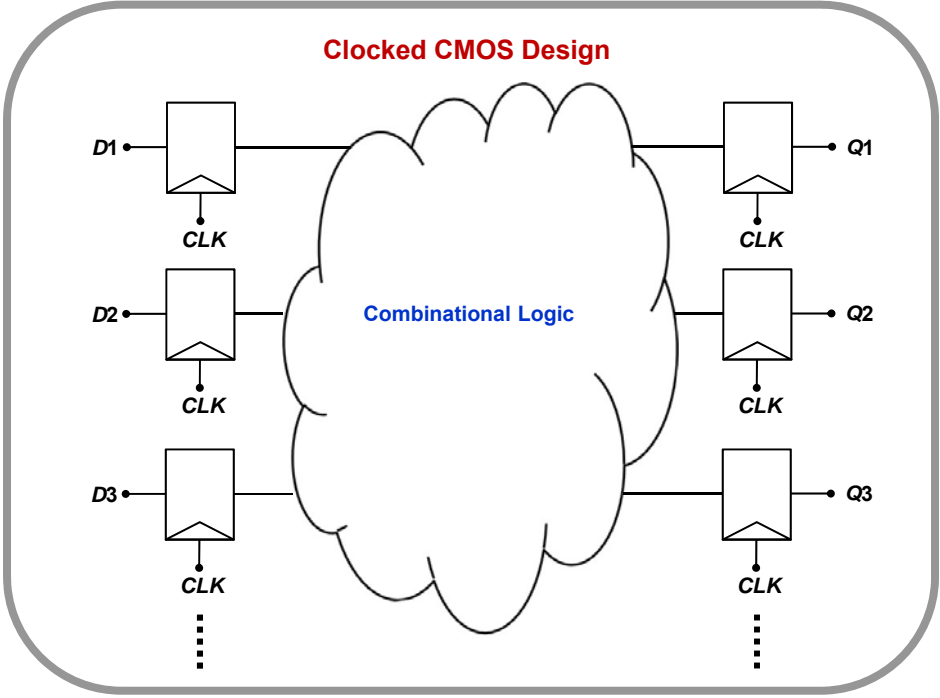 Clocked CMOS Design
D1
Q1
CLK
CLK
D2
Combinational Logic
Q2
CLK
CLK
D3
Q3
CLK
CLK